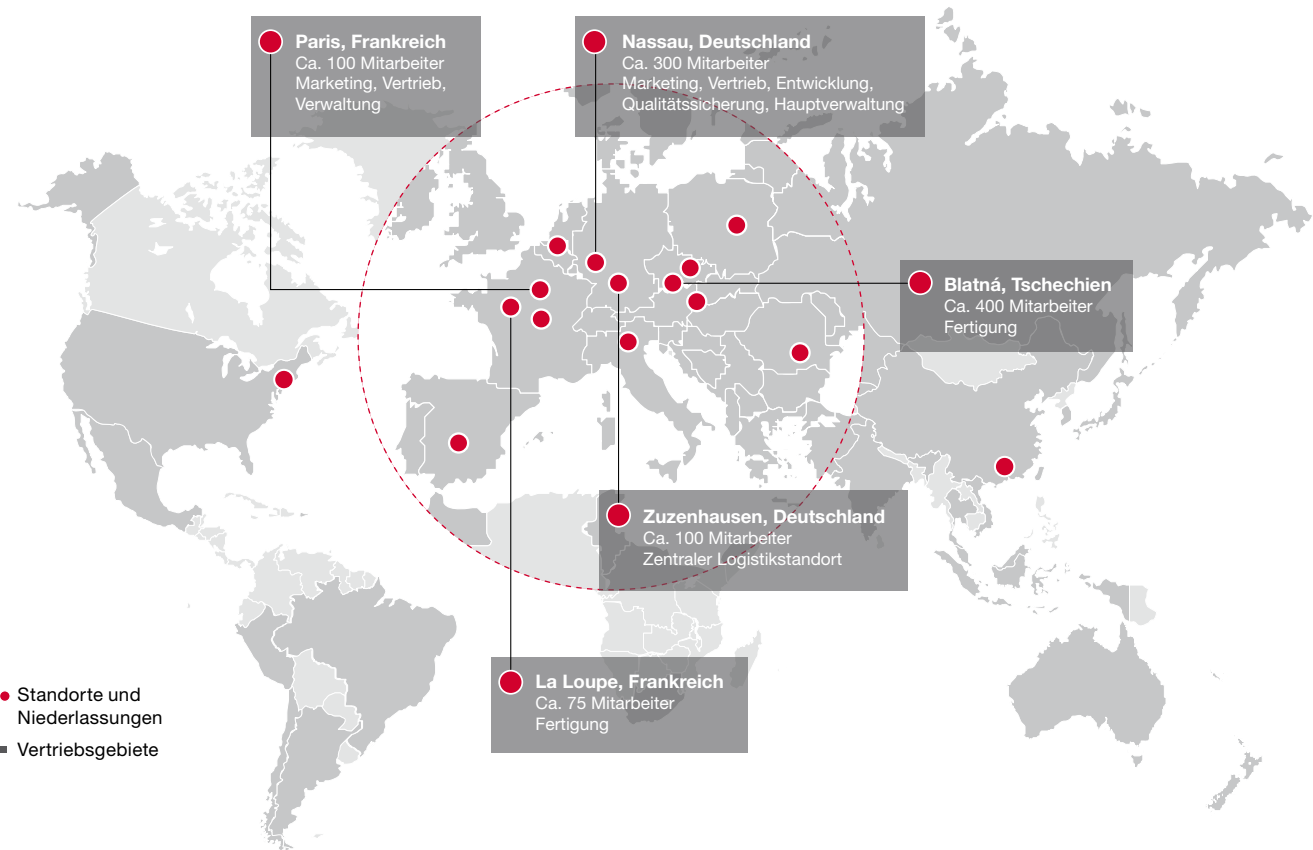 Paris, Frankreich
Ca. 100 Mitarbeiter
Marketing, Vertrieb,
Verwaltung
Nassau, Deutschland
Ca. 300 Mitarbeiter
Marketing, Vertrieb, Entwicklung,
Qualitätssicherung, Hauptverwaltung
Blatná, Tschechien
Ca. 400 Mitarbeiter
Fertigung
Zuzenhausen, Deutschland
Ca. 100 Mitarbeiter
Zentraler Logistikstandort
La Loupe, Frankreich
Ca. 75 Mitarbeiter
Fertigung
Standorte und
Niederlassungen
Vertriebsgebiete